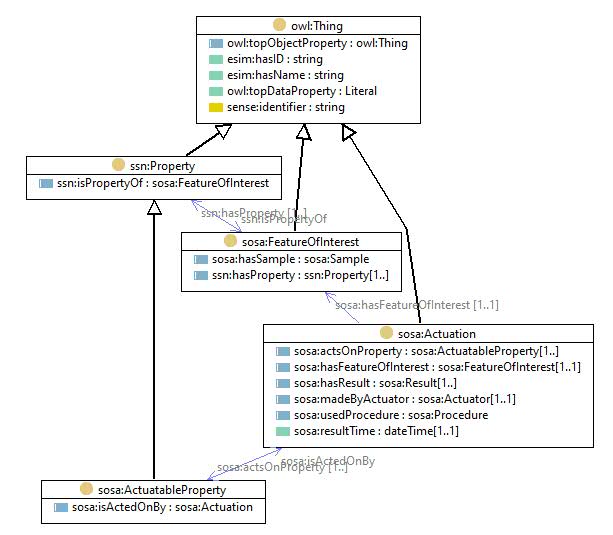 owl:Thing
owl:topObjectProperty : owl:Thing
esim:hasID : string
esim:hasName : string
owl:topDataProperty : Literal
sense:identifier : string
ssn:Property
ssn:isPropertyOf : sosa:FeatureOfInterest
ssn:hasProperty [1..]
ssn:isPropertyOf
sosa:FeatureOfInterest
sosa:hasSample : sosa:Sample
ssn:hasProperty : ssn:Property[1..]
sosa:hasFeatureOfInterest [1..1]
sosa:Actuation
sosa:actsOnProperty : sosa:ActuatableProperty[1..]
sosa:hasFeatureOfInterest : sosa:FeatureOfInterest[1..1]
sosa:hasResult : sosa:Result[1..]
sosa:madeByActuator : sosa:Actuator[1..1]
sosa:usedProcedure : sosa:Procedure
sosa:resultTime : dateTime[1..1]
sosa:isActedOnBy
sosa:actsOnProperty [1..]
sosa:ActuatableProperty
sosa:isActedOnBy : sosa:Actuation